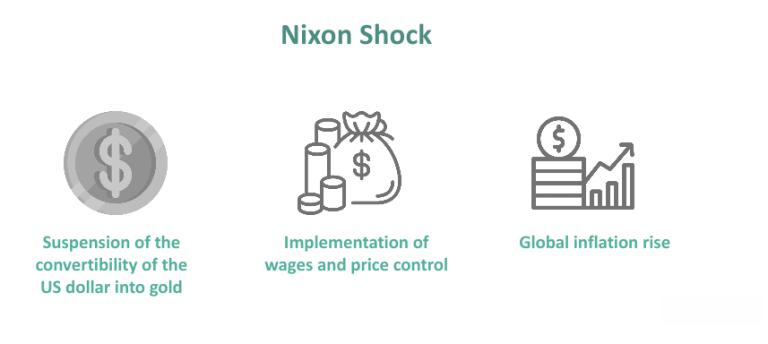 Nixon Shock
$
$
$
Suspension of the
convertibility of the
US dollar into gold
Implementation of
wages and price control
Global inflation rise